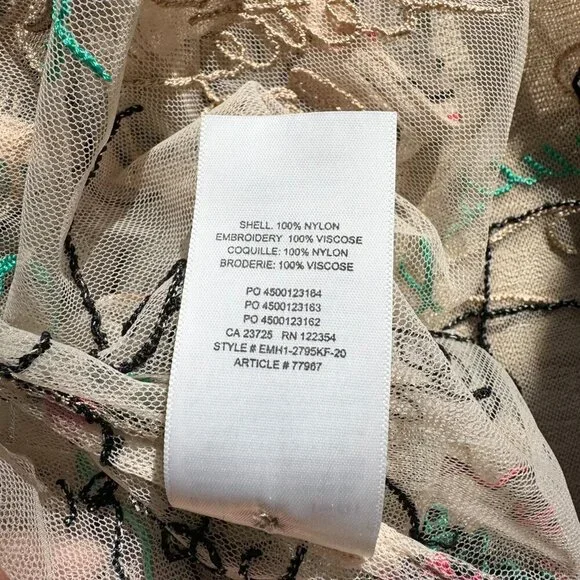 SHELL. 100% NYLON
EMBROIDERY 100% VISCOSE
COQUILLE: 100% NYLON
BRODERIE: 100% VISCOSE
PO 4500123164
PO 4500123163
PO 4500123162
CA 23725 RN 122354
STYLE # EMH1-2795KF-20
ARTICLE # 77967